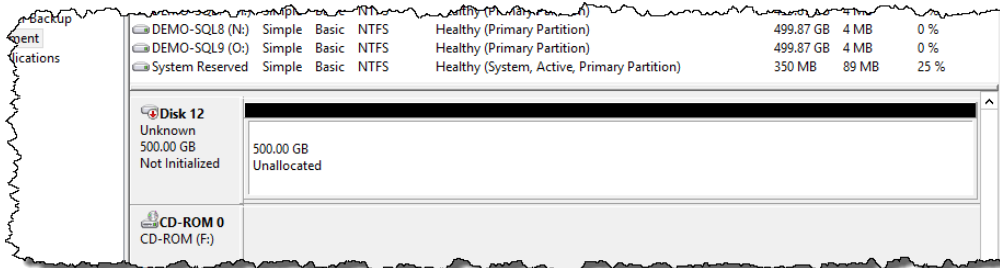 Backup
ment
ications
DEMO-SQL8 (N:) Simple Basic NTFS Healthy (Primary Partition) 499.87 GB 4 MB 0 %
DEMO-SQL9 (O:) Simple Basic NTFS Healthy (Primary Partition) 499.87 GB 4 MB 0 %
System Reserved Simple Basic NTFS Healthy (System, Active, Primary Partition) 350 MB 89 MB 25 %
Disk 12
Unknown
500.00 GB
Not Initialized
500.00 GB
Unallocated
CD-ROM 0
CD-ROM (F:)